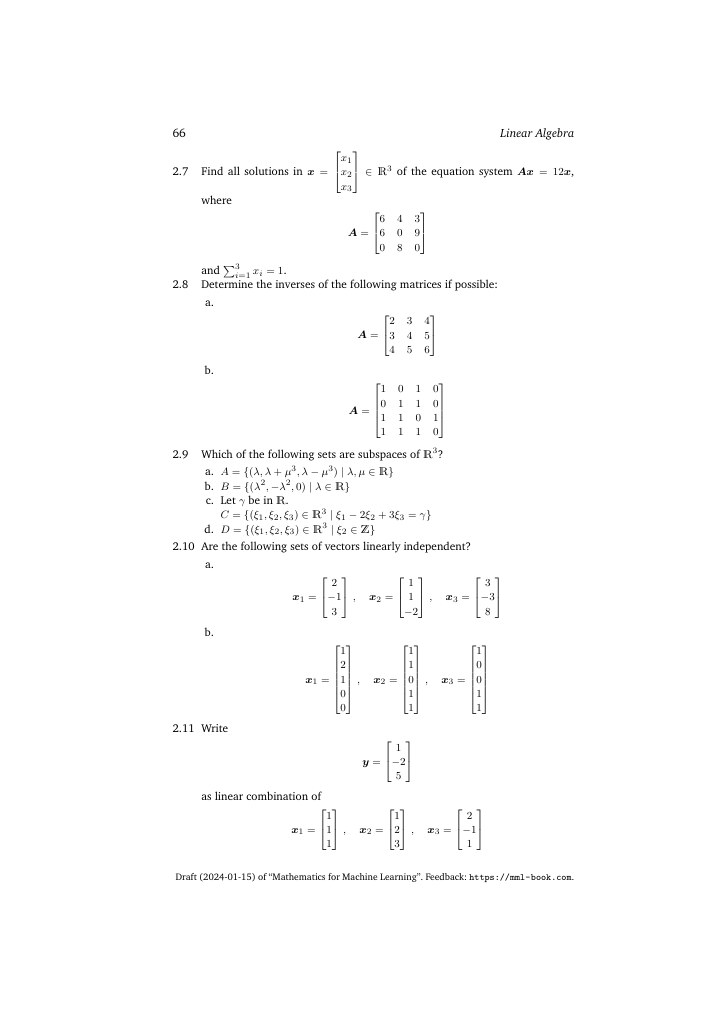 66 Linear Algebra
2.7 Find all solutions in x = [x1; x2; x3] ∈ ℝ³ of the equation system Ax = 12x,
where
A = [6 4 3; 6 0 9; 0 8 0]
and ∑³ᵢ₌₁ xᵢ = 1.
2.8 Determine the inverses of the following matrices if possible:
a.
A = [2 3 4; 3 4 5; 4 5 6]
b.
A = [1 0 1 0; 0 1 1 0; 1 1 0 1; 1 1 1 0]
2.9 Which of the following sets are subspaces of ℝ³?
a. A = {(λ, λ + μ³, λ − μ³) | λ, μ ∈ ℝ}
b. B = {(λ², −λ², 0) | λ ∈ ℝ}
c. Let γ be in ℝ.
C = {(ξ1, ξ2, ξ3) ∈ ℝ³ | ξ1 − 2ξ2 + 3ξ3 = γ}
d. D = {(ξ1, ξ2, ξ3) ∈ ℝ³ | ξ2 ∈ ℤ}
2.10 Are the following sets of vectors linearly independent?
a.
x1 = [2; −1; 3], x2 = [1; 1; −2], x3 = [3; −3; 8]
b.
x1 = [1; 2; 1; 0; 0], x2 = [1; 1; 0; 1; 1], x3 = [1; 0; 0; 1; 1]
2.11 Write
y = [1; −2; 5]
as linear combination of
x1 = [1; 1; 1], x2 = [1; 2; 3], x3 = [2; −1; 1]
Draft (2024-01-15) of “Mathematics for Machine Learning”. Feedback: https://mml-book.com.